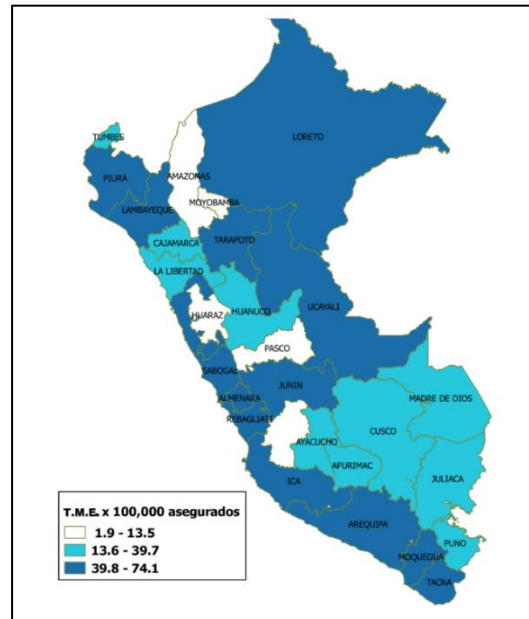 LORETO
TUMBES
PIURA
AMAZONAS
MOYOBAMBA
LAMBAYEQUE
TARAPOTO
CAJAMARCA
LA LIBERTAD
UCAYALI
HUANUCO
HUARAZ
PASCO
SABOGAL
JUNIN
ALMENARA
MADRE DE DIOS
REBAGLIATI
CUSCO
AYACUCHO
APURIMAC
ICA
JULIACA
AREQUIPA
PUNO
MOQUEGUA
TACNA
T.M.E. x 100,000 asegurados
1.9 - 13.5
13.6 - 39.7
39.8 - 74.1